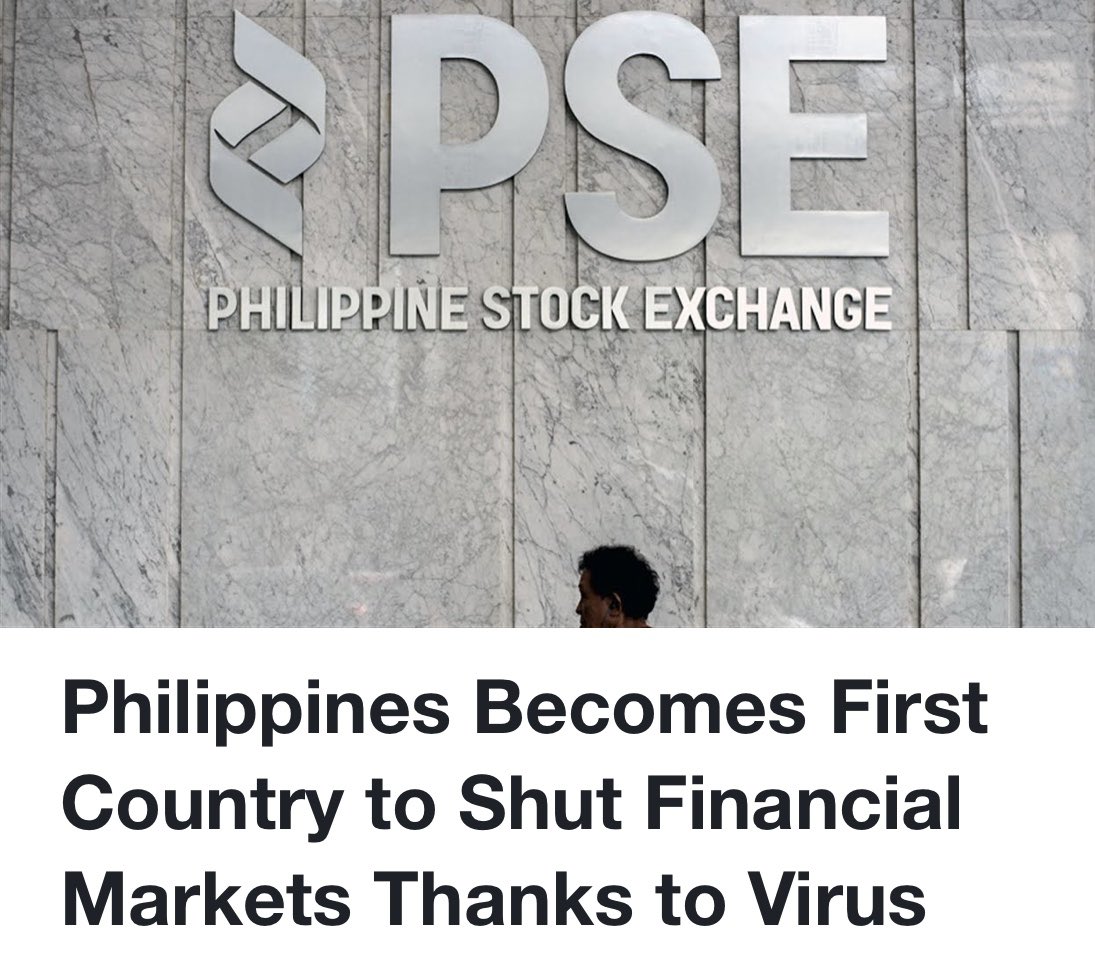 PSE
PHILIPPINE STOCK EXCHANGE
Philippines Becomes First
Country to Shut Financial
Markets Thanks to Virus